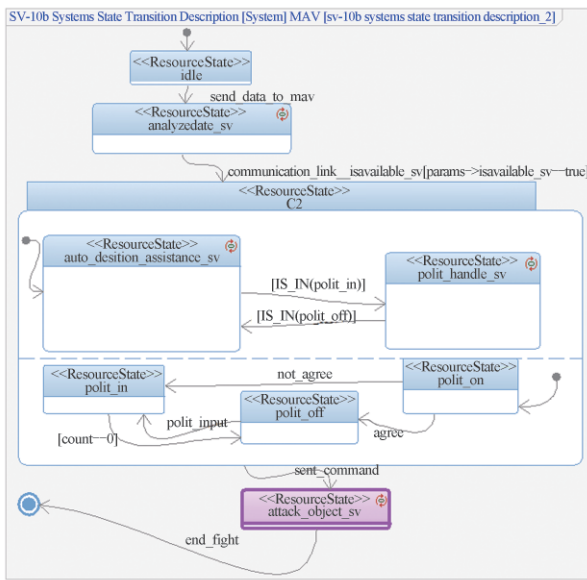 SV-10b Systems State Transition Description [System] MAV [sv-10b systems state transition description_2]
<<ResourceState>>
idle
send_data_to_mav
<<ResourceState>>
analyzedate_sv
communication_link__isavailable_sv[params->isavailable_sv==true]
<<ResourceState>>
C2
<<ResourceState>>
auto_desition_assistance_sv
<<ResourceState>>
polit_handle_sv
[IS_IN(polit_in)]
[IS_IN(polit_off)]
<<ResourceState>>
polit_in
not_agree
<<ResourceState>>
polit_on
<<ResourceState>>
polit_off
polit_input
agree
[count==0]
sent_command
<<ResourceState>>
attack_object_sv
end_fight